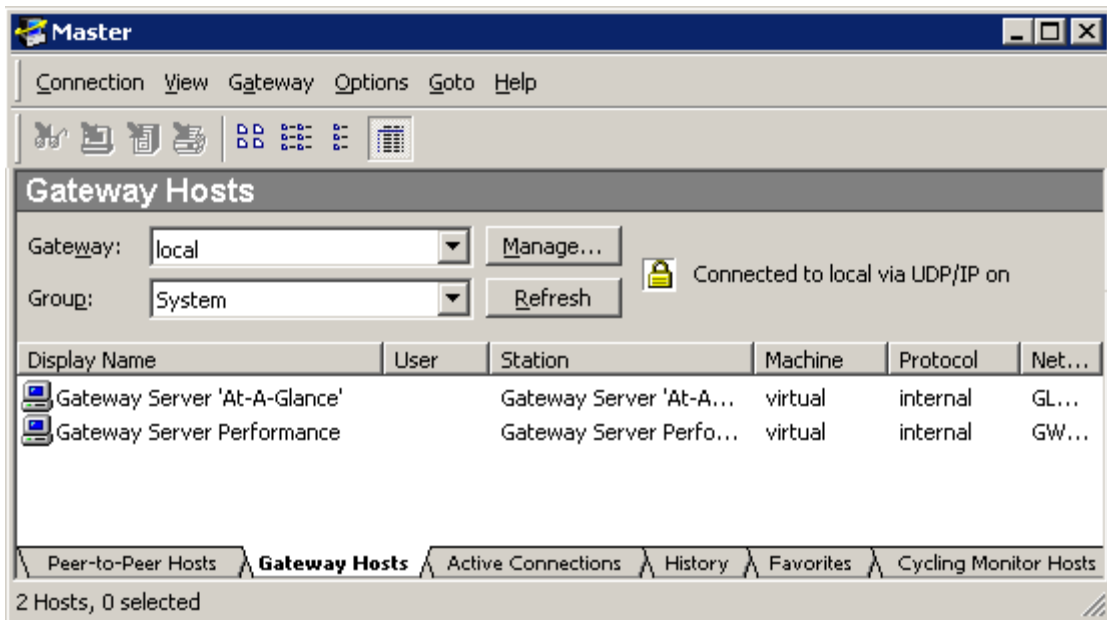 Master
Connection View Gateway Options Goto Help
Gateway Hosts
Gateway: local Manage...
Connected to local via UDP/IP on
Group: System Refresh
Display Name User Station Machine Protocol Net...
Gateway Server 'At-A-Glance' Gateway Server 'At-A... virtual internal GL...
Gateway Server Performance Gateway Server Perfo... virtual internal GW...
Peer-to-Peer Hosts Gateway Hosts Active Connections History Favorites Cycling Monitor Hosts
2 Hosts, 0 selected